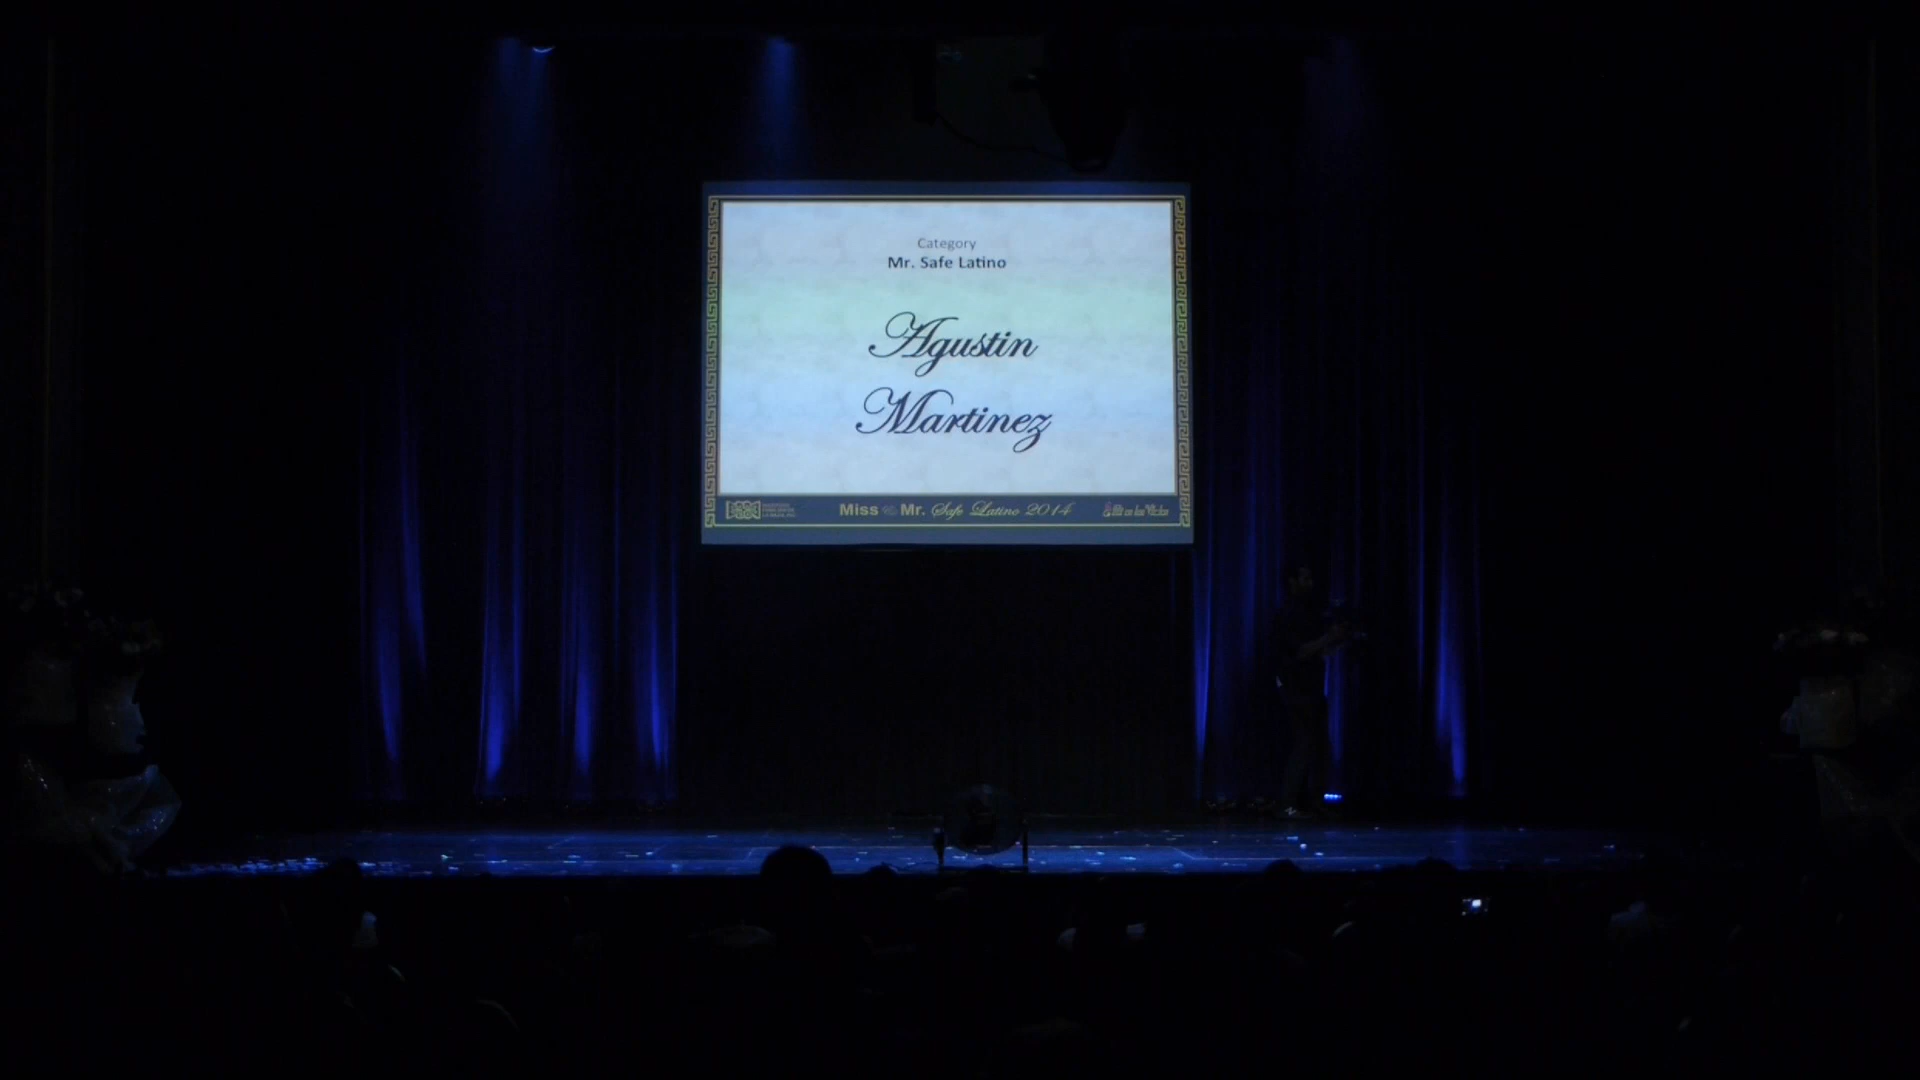 Category
Mr. Safe Latino
Agustin
Martinez
Miss Mr. Safe Latino 2014